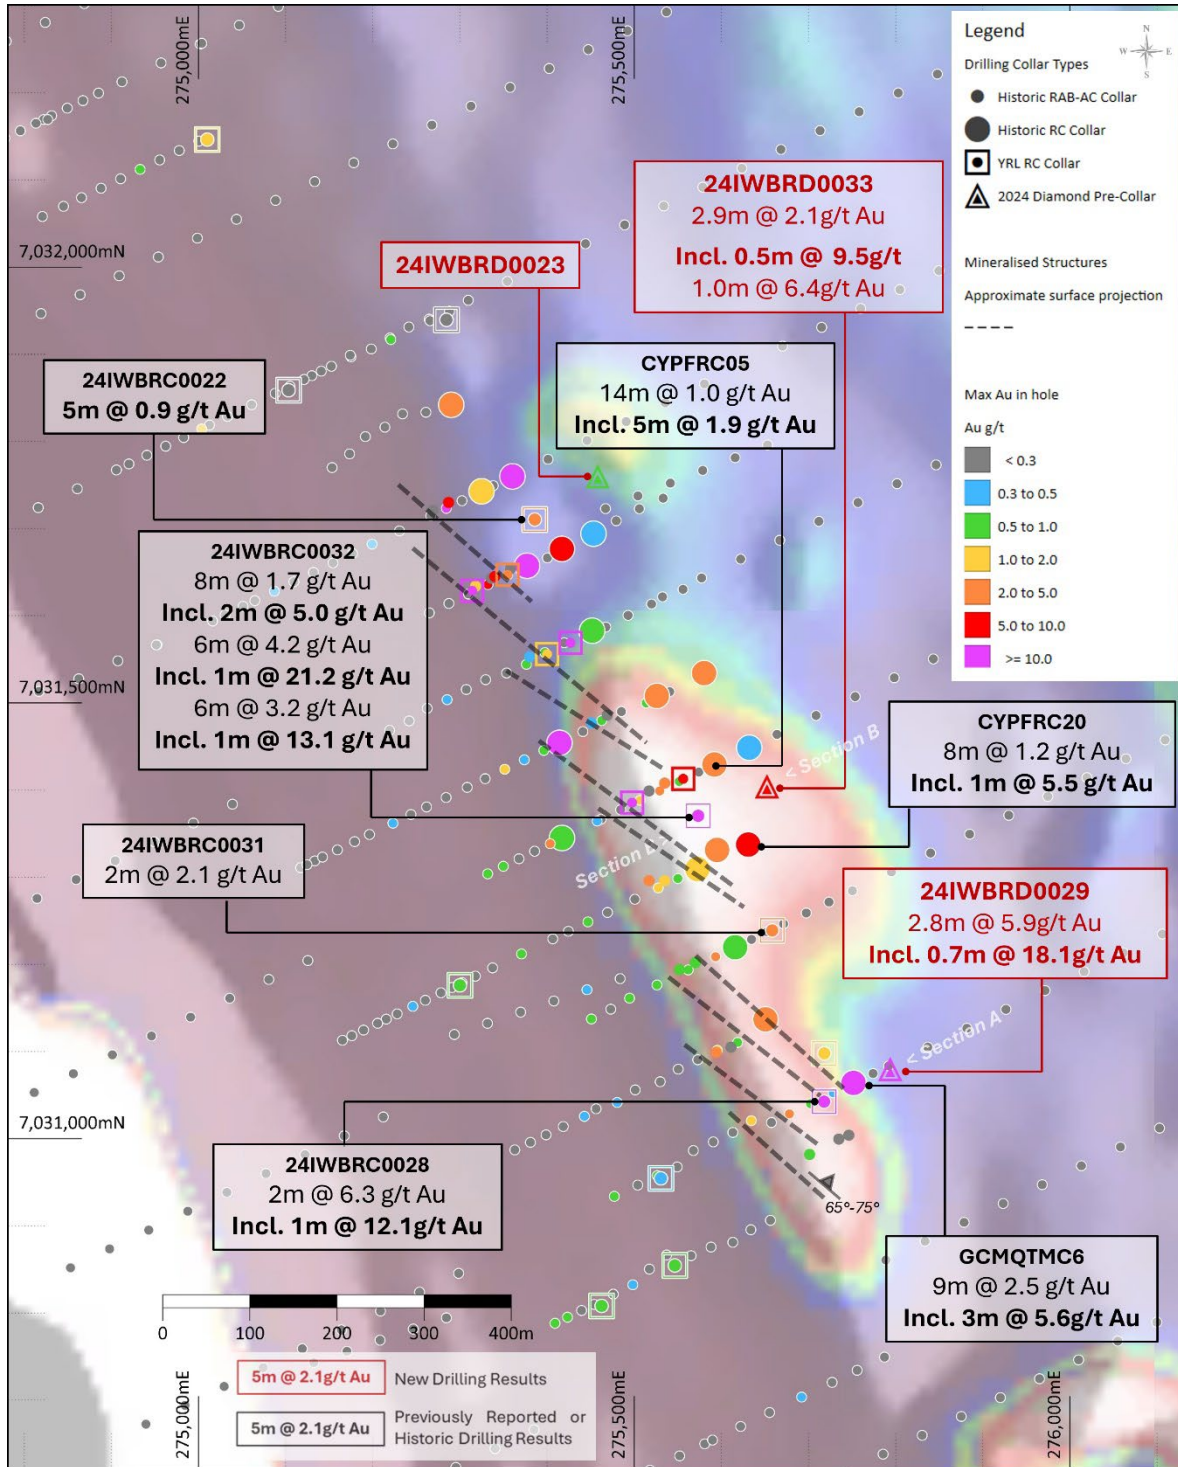 275,000mE
275,500mE
Legend
N
W
E
S
Drilling Collar Types
Historic RAB-AC Collar
Historic RC Collar
YRL RC Collar
2024 Diamond Pre-Collar
Mineralised Structures
Approximate surface projection
Max Au in hole
Au g/t
< 0.3
0.3 to 0.5
0.5 to 1.0
1.0 to 2.0
2.0 to 5.0
5.0 to 10.0
>= 10.0
24IWBRD0033
2.9m @ 2.1g/t Au
Incl. 0.5m @ 9.5g/t
1.0m @ 6.4g/t Au
7,032,000mN
24IWBRD0023
24IWBRC0022
5m @ 0.9 g/t Au
CYPFRC05
14m @ 1.0 g/t Au
Incl. 5m @ 1.9 g/t Au
24IWBRC0032
8m @ 1.7 g/t Au
Incl. 2m @ 5.0 g/t Au
6m @ 4.2 g/t Au
Incl. 1m @ 21.2 g/t Au
6m @ 3.2 g/t Au
Incl. 1m @ 13.1 g/t Au
7,031,500mN
CYPFRC20
8m @ 1.2 g/t Au
Incl. 1m @ 5.5 g/t Au
< Section B
24IWBRC0031
2m @ 2.1 g/t Au
Section B >
24IWBRD0029
2.8m @ 5.9g/t Au
Incl. 0.7m @ 18.1g/t Au
< Section A
7,031,000mN
24IWBRC0028
2m @ 6.3 g/t Au
Incl. 1m @ 12.1g/t Au
65°-75°
GCMQTMC6
9m @ 2.5 g/t Au
Incl. 3m @ 5.6g/t Au
0 100 200 300 400m
5m @ 2.1g/t Au New Drilling Results
5m @ 2.1g/t Au Previously Reported or
Historic Drilling Results
275,000mE
275,500mE
276,000mE